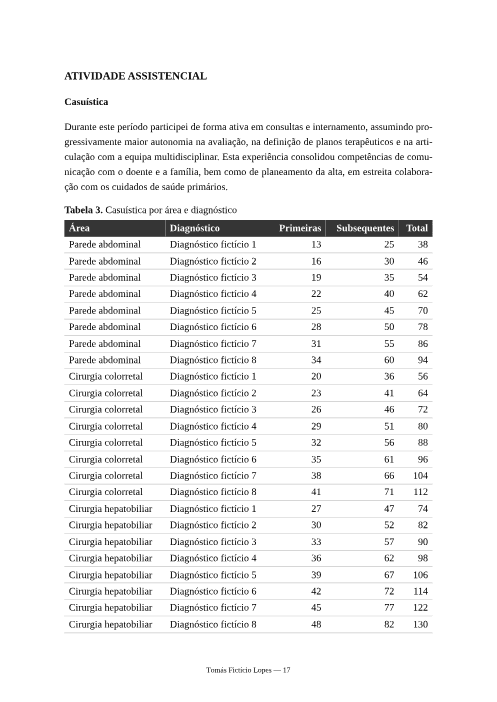 ATIVIDADE ASSISTENCIAL
Casuística
Durante este período participei de forma ativa em consultas e internamento, assumindo pro-
gressivamente maior autonomia na avaliação, na definição de planos terapêuticos e na arti-
culação com a equipa multidisciplinar. Esta experiência consolidou competências de comu-
nicação com o doente e a família, bem como de planeamento da alta, em estreita colabora-
ção com os cuidados de saúde primários.
Tabela 3. Casuística por área e diagnóstico
Área Diagnóstico Primeiras Subsequentes Total
Parede abdominal Diagnóstico fictício 1 13 25 38
Parede abdominal Diagnóstico fictício 2 16 30 46
Parede abdominal Diagnóstico fictício 3 19 35 54
Parede abdominal Diagnóstico fictício 4 22 40 62
Parede abdominal Diagnóstico fictício 5 25 45 70
Parede abdominal Diagnóstico fictício 6 28 50 78
Parede abdominal Diagnóstico fictício 7 31 55 86
Parede abdominal Diagnóstico fictício 8 34 60 94
Cirurgia colorretal Diagnóstico fictício 1 20 36 56
Cirurgia colorretal Diagnóstico fictício 2 23 41 64
Cirurgia colorretal Diagnóstico fictício 3 26 46 72
Cirurgia colorretal Diagnóstico fictício 4 29 51 80
Cirurgia colorretal Diagnóstico fictício 5 32 56 88
Cirurgia colorretal Diagnóstico fictício 6 35 61 96
Cirurgia colorretal Diagnóstico fictício 7 38 66 104
Cirurgia colorretal Diagnóstico fictício 8 41 71 112
Cirurgia hepatobiliar Diagnóstico fictício 1 27 47 74
Cirurgia hepatobiliar Diagnóstico fictício 2 30 52 82
Cirurgia hepatobiliar Diagnóstico fictício 3 33 57 90
Cirurgia hepatobiliar Diagnóstico fictício 4 36 62 98
Cirurgia hepatobiliar Diagnóstico fictício 5 39 67 106
Cirurgia hepatobiliar Diagnóstico fictício 6 42 72 114
Cirurgia hepatobiliar Diagnóstico fictício 7 45 77 122
Cirurgia hepatobiliar Diagnóstico fictício 8 48 82 130
Tomás Fictício Lopes — 17